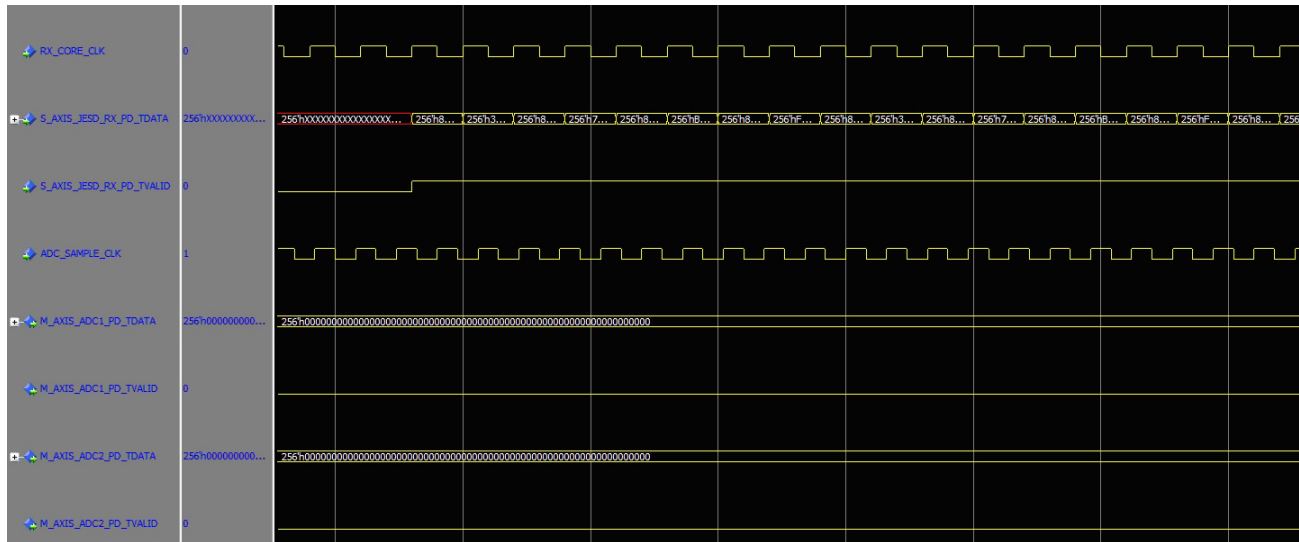 RX_CORE_CLK 0
S_AXIS_JESD_RX_PD_TDATA 256'hXXXXXXXXX... 256'hXXXXXXXXXXXXXXXX... 256'h8... 256'h3... 256'h8... 256'h7... 256'h8... 256'hB... 256'h8... 256'hF... 256'h8... 256'h3... 256'h8... 256'h7... 256'h8... 256'hB... 256'h8... 256'hF... 256'h8... 256
S_AXIS_JESD_RX_PD_TVALID 0
ADC_SAMPLE_CLK 1
M_AXIS_ADC1_PD_TDATA 256'h000000000... 256'h0000000000000000000000000000000000000000000000000000000000000000
M_AXIS_ADC1_PD_TVALID 0
M_AXIS_ADC2_PD_TDATA 256'h000000000... 256'h0000000000000000000000000000000000000000000000000000000000000000
M_AXIS_ADC2_PD_TVALID 0